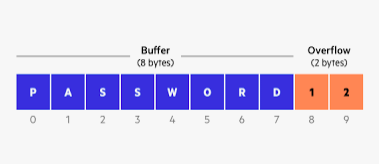 Buffer Overflow
(8 bytes) (2 bytes)
P A S S W O R D 1 2
0 1 2 3 4 5 6 7 8 9